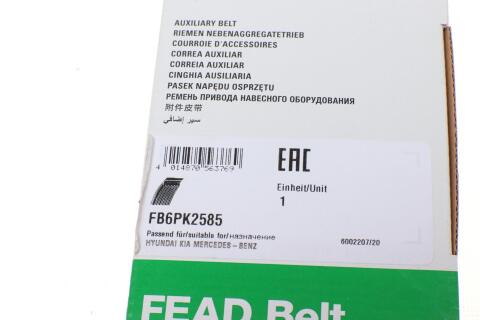 AUXILIARY BELT
RIEMEN NEBENAGGREGATETRIEB
COURROIE D'ACCESSOIRES
CORREA AUXILIAR
CORREIA AUXILIAR
CINGHIA AUSILIARIA
PASEK NAPĘDU OSPRZĘTU
РЕМЕНЬ ПРИВОДА НАВЕСНОГО ОБОРУДОВАНИЯ
附件皮带
سير إضافي
4 014870 563769
EAC
Einheit/Unit
1
FB6PK2585
Passend für/suitable for/назначение
HYUNDAI KIA MERCEDES-BENZ
6002207/20
FEAD Belt